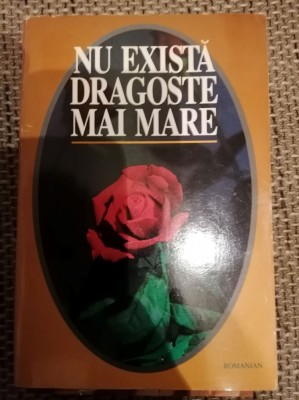 NU EXISTĂ
DRAGOSTE
MAI MARE
ROMANIAN